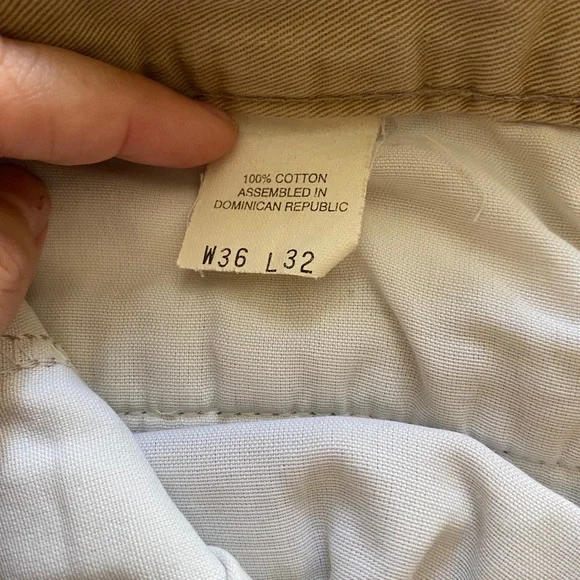 100% COTTON
ASSEMBLED IN
DOMINICAN REPUBLIC
W36 L32